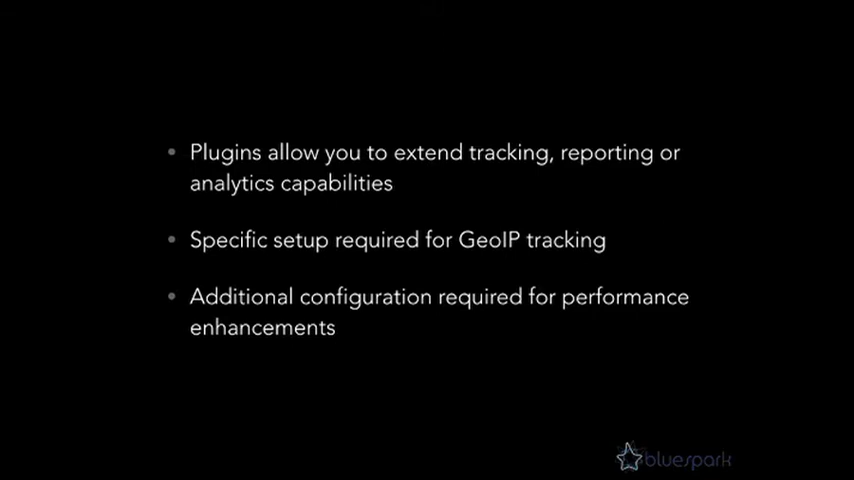 • Plugins allow you to extend tracking, reporting or
analytics capabilities
• Specific setup required for GeoIP tracking
• Additional configuration required for performance
enhancements
bluespark